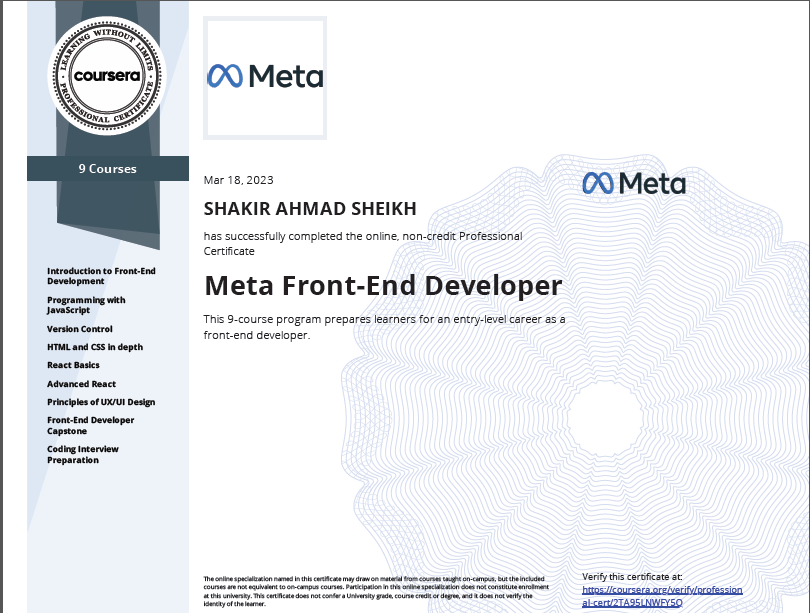 LEARNING WITHOUT LIMITS
coursera
PROFESSIONAL CERTIFICATE
9 Courses
Introduction to Front-End
Development
Programming with
JavaScript
Version Control
HTML and CSS in depth
React Basics
Advanced React
Principles of UX/UI Design
Front-End Developer
Capstone
Coding Interview
Preparation
Meta
Mar 18, 2023
SHAKIR AHMAD SHEIKH
has successfully completed the online, non-credit Professional
Certificate
Meta Front-End Developer
This 9-course program prepares learners for an entry-level career as a
front-end developer.
Meta
The online specialization named in this certificate may draw on material from courses taught on-campus, but the included
courses are not equivalent to on-campus courses. Participation in this online specialization does not constitute enrollment
at this university. This certificate does not confer a University grade, course credit or degree, and it does not verify the
identity of the learner.
Verify this certificate at:
https://coursera.org/verify/profession
al-cert/2TA95LNWFY5Q